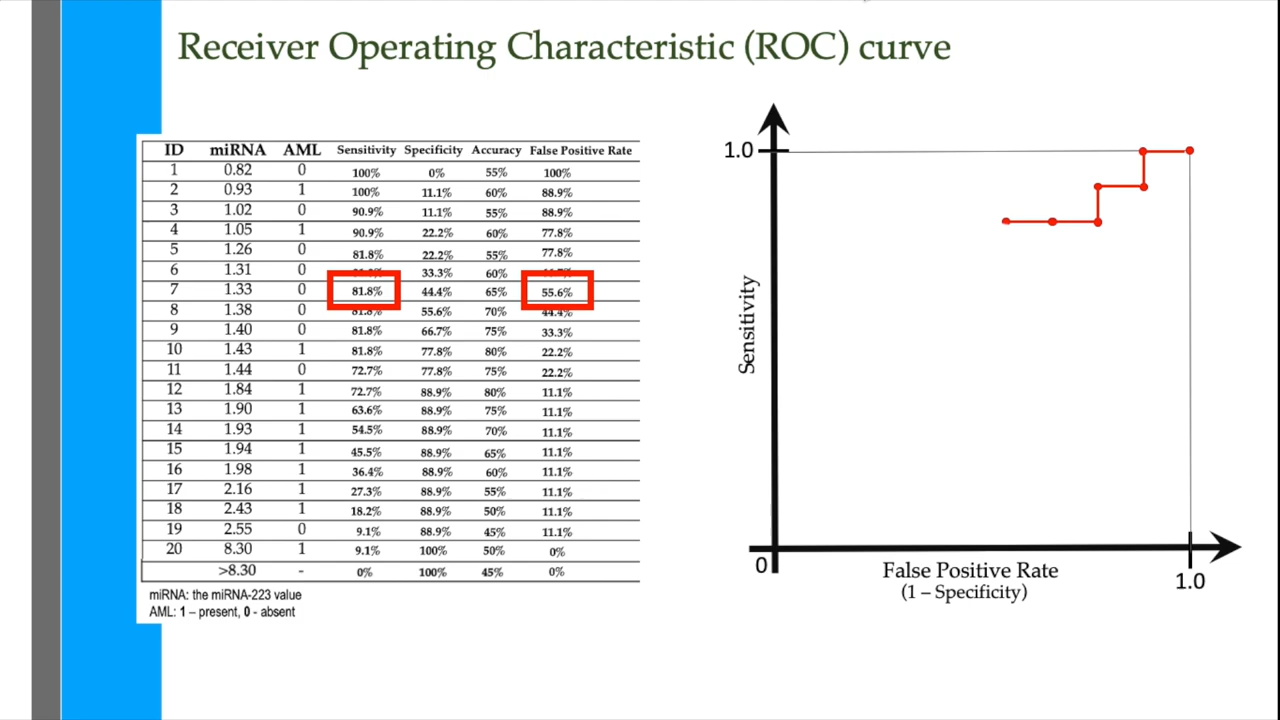 Receiver Operating Characteristic (ROC) curve
ID miRNA AML Sensitivity Specificity Accuracy False Positive Rate
1 0.82 0 100% 0% 55% 100%
2 0.93 1 100% 11.1% 60% 88.9%
3 1.02 0 90.9% 11.1% 55% 88.9%
4 1.05 1 90.9% 22.2% 60% 77.8%
5 1.26 0 81.8% 22.2% 55% 77.8%
6 1.31 0 33.3% 60%
7 1.33 0 81.8% 44.4% 65% 55.6%
8 1.38 0 81.8% 55.6% 70% 44.4%
9 1.40 0 81.8% 66.7% 75% 33.3%
10 1.43 1 81.8% 77.8% 80% 22.2%
11 1.44 0 72.7% 77.8% 75% 22.2%
12 1.84 1 72.7% 88.9% 80% 11.1%
13 1.90 1 63.6% 88.9% 75% 11.1%
14 1.93 1 54.5% 88.9% 70% 11.1%
15 1.94 1 45.5% 88.9% 65% 11.1%
16 1.98 1 36.4% 88.9% 60% 11.1%
17 2.16 1 27.3% 88.9% 55% 11.1%
18 2.43 1 18.2% 88.9% 50% 11.1%
19 2.55 0 9.1% 88.9% 45% 11.1%
20 8.30 1 9.1% 100% 50% 0%
>8.30 - 0% 100% 45% 0%
miRNA: the miRNA-223 value
AML: 1 – present, 0 - absent
1.0
Sensitivity
0
False Positive Rate
(1 – Specificity)
1.0